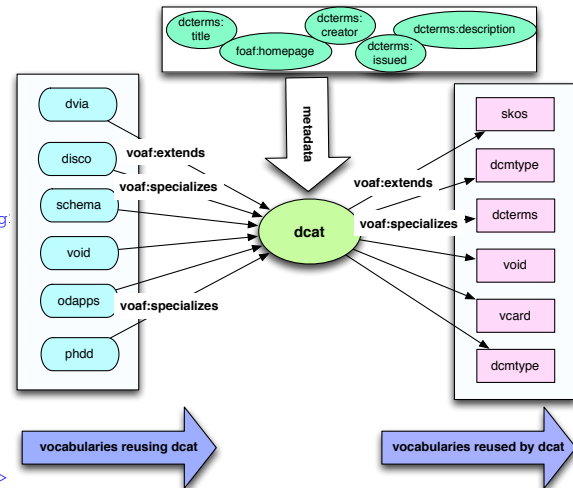 dcterms:
title
foaf:homepage
dcterms:
creator
dcterms:
issued
dcterms:description
metadata
dvia
disco
schema
void
odapps
phdd
voaf:extends
voaf:specializes
voaf:specializes
dcat
voaf:extends
voaf:specializes
skos
dcmtype
dcterms
void
vcard
dcmtype
vocabularies reusing dcat
vocabularies reused by dcat
>